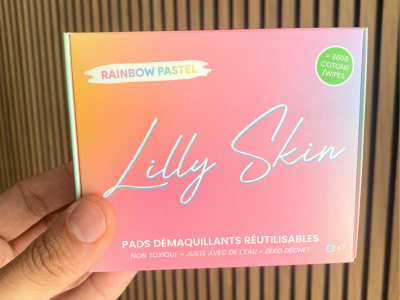 RAINBOW PASTEL
= 3600
COTONS
/WIPES
Lilly Skin
PADS DÉMAQUILLANTS RÉUTILISABLES
NON TOXIQUE • JUSTE AVEC DE L'EAU • ZÉRO DÉCHET
x7